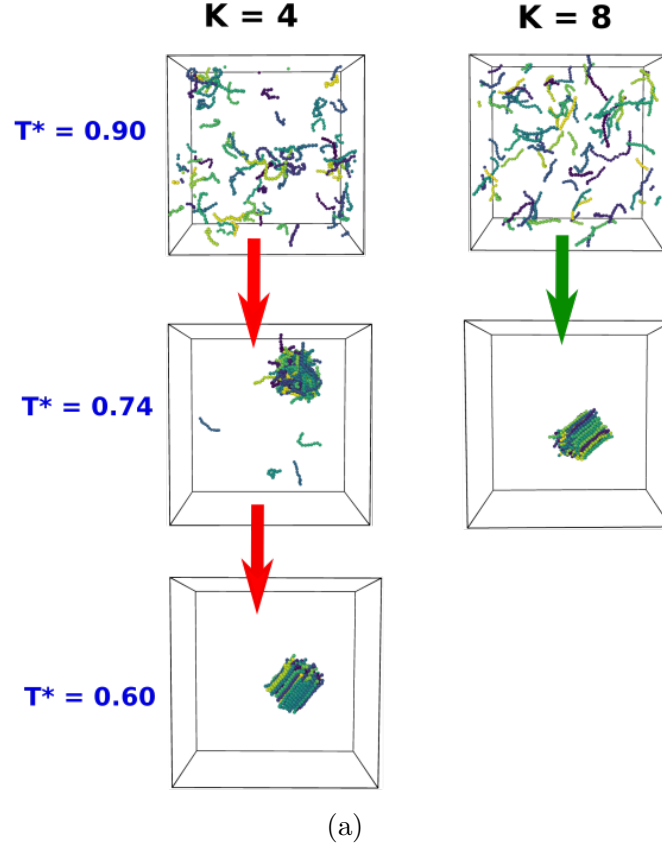 K = 4
K = 8
T* = 0.90
T* = 0.74
T* = 0.60
(a)